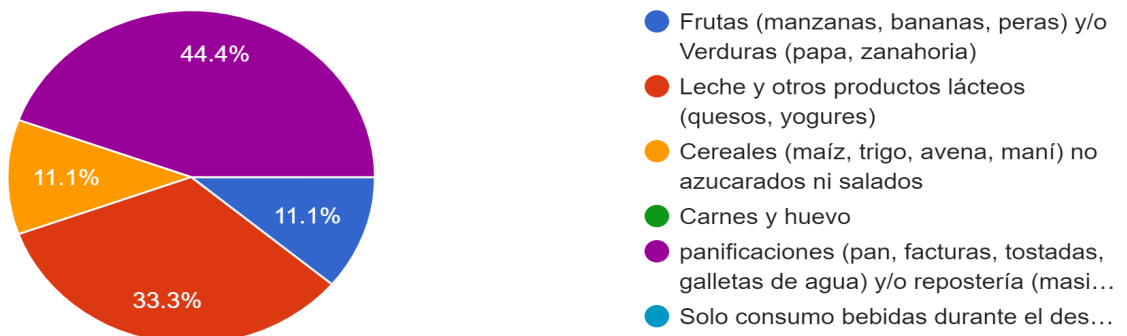 44.4%
11.1%
11.1%
33.3%
Frutas (manzanas, bananas, peras) y/o
Verduras (papa, zanahoria)
Leche y otros productos lácteos
(quesos, yogures)
Cereales (maíz, trigo, avena, maní) no
azucarados ni salados
Carnes y huevo
panificaciones (pan, facturas, tostadas,
galletas de agua) y/o repostería (masi…
Solo consumo bebidas durante el des…